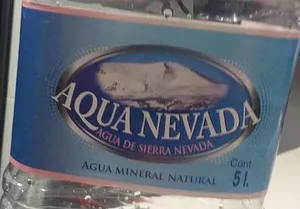 AQUA NEVADA
AGUA DE SIERRA NEVADA
AGUA MINERAL NATURAL
Cont.
5 l.